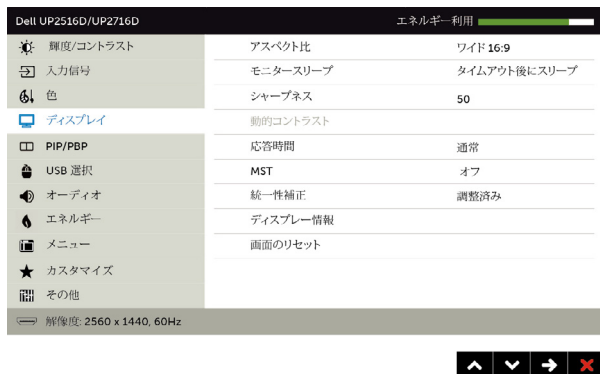 Dell UP2516D/UP2716D エネルギー利用
輝度/コントラスト アスペクト比 ワイド 16:9
入力信号 モニタースリープ タイムアウト後にスリープ
色 シャープネス 50
ディスプレイ 動的コントラスト
PIP/PBP 応答時間 通常
USB 選択 MST オフ
オーディオ 統一性補正 調整済み
エネルギー ディスプレー情報
メニュー 画面のリセット
カスタマイズ
その他
解像度: 2560 x 1440, 60Hz